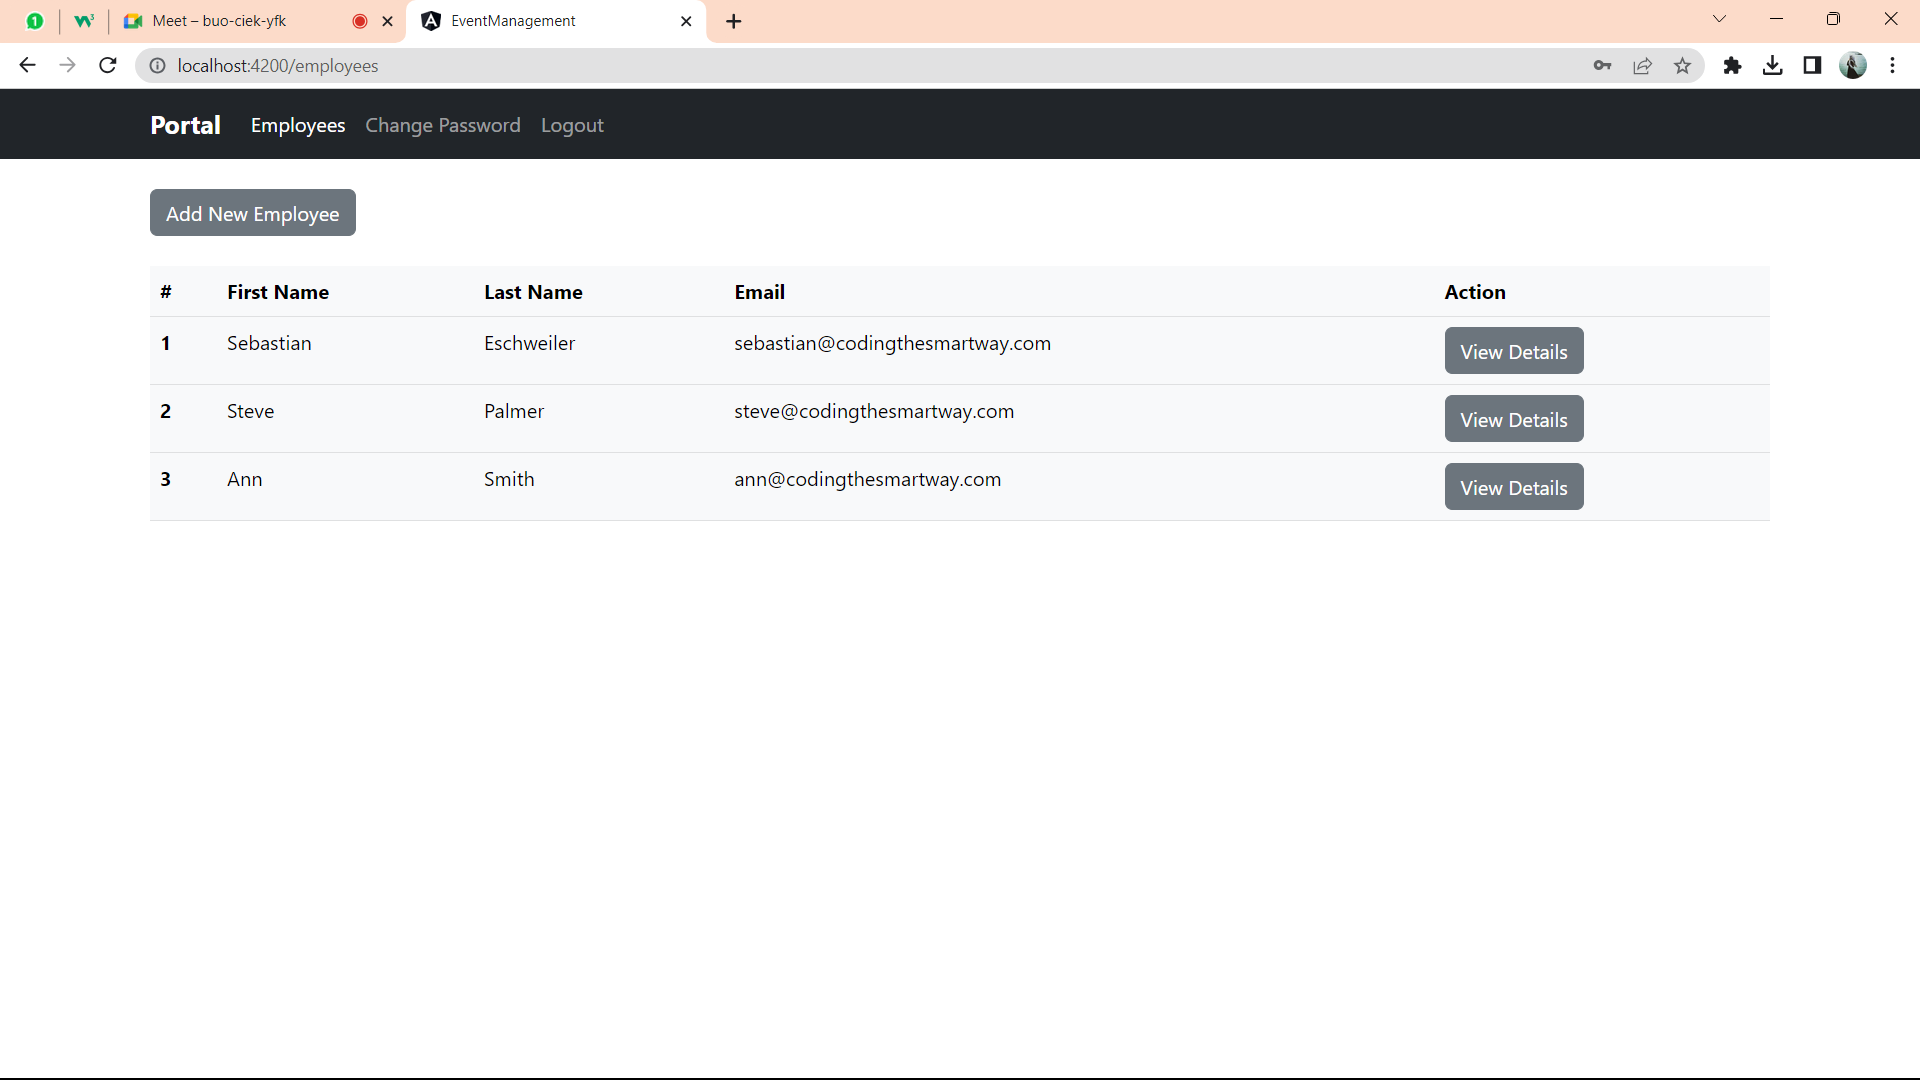 1 w3 Meet – buo-ciek-yfk EventManagement
localhost:4200/employees
Portal Employees Change Password Logout
Add New Employee
# First Name Last Name Email Action
1 Sebastian Eschweiler sebastian@codingthesmartway.com View Details
2 Steve Palmer steve@codingthesmartway.com View Details
3 Ann Smith ann@codingthesmartway.com View Details